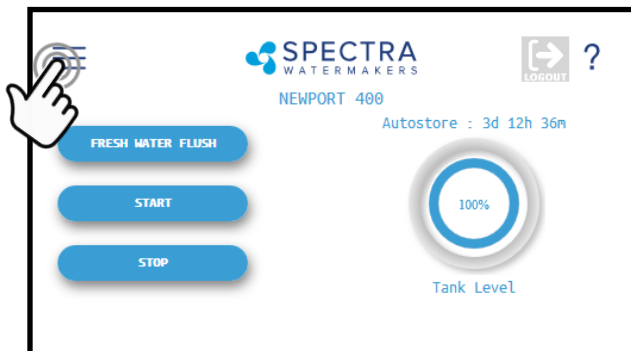 SPECTRA
WATERMAKERS
LOGOUT
?
NEWPORT 400
Autostore : 3d 12h 36m
FRESH WATER FLUSH
START
STOP
100%
Tank Level